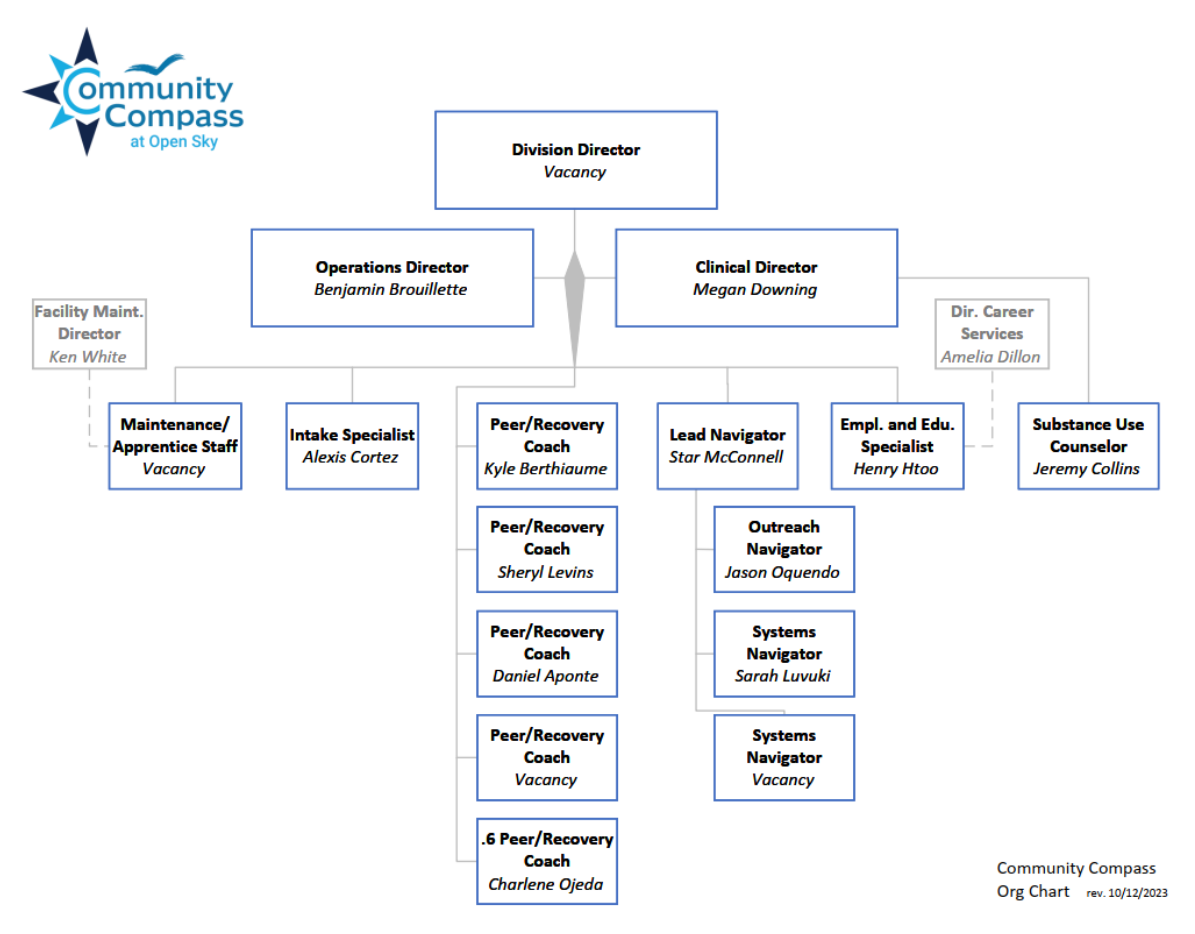 Community
Compass
at Open Sky
Division Director
Vacancy
Operations Director
Benjamin Brouillette
Clinical Director
Megan Downing
Facility Maint.
Director
Ken White
Dir. Career
Services
Amelia Dillon
Maintenance/
Apprentice Staff
Vacancy
Intake Specialist
Alexis Cortez
Peer/Recovery
Coach
Kyle Berthiaume
Lead Navigator
Star McConnell
Empl. and Edu.
Specialist
Henry Htoo
Substance Use
Counselor
Jeremy Collins
Peer/Recovery
Coach
Sheryl Levins
Outreach
Navigator
Jason Oquendo
Peer/Recovery
Coach
Daniel Aponte
Systems
Navigator
Sarah Luvuki
Peer/Recovery
Coach
Vacancy
Systems
Navigator
Vacancy
.6 Peer/Recovery
Coach
Charlene Ojeda
Community Compass
Org Chart rev. 10/12/2023